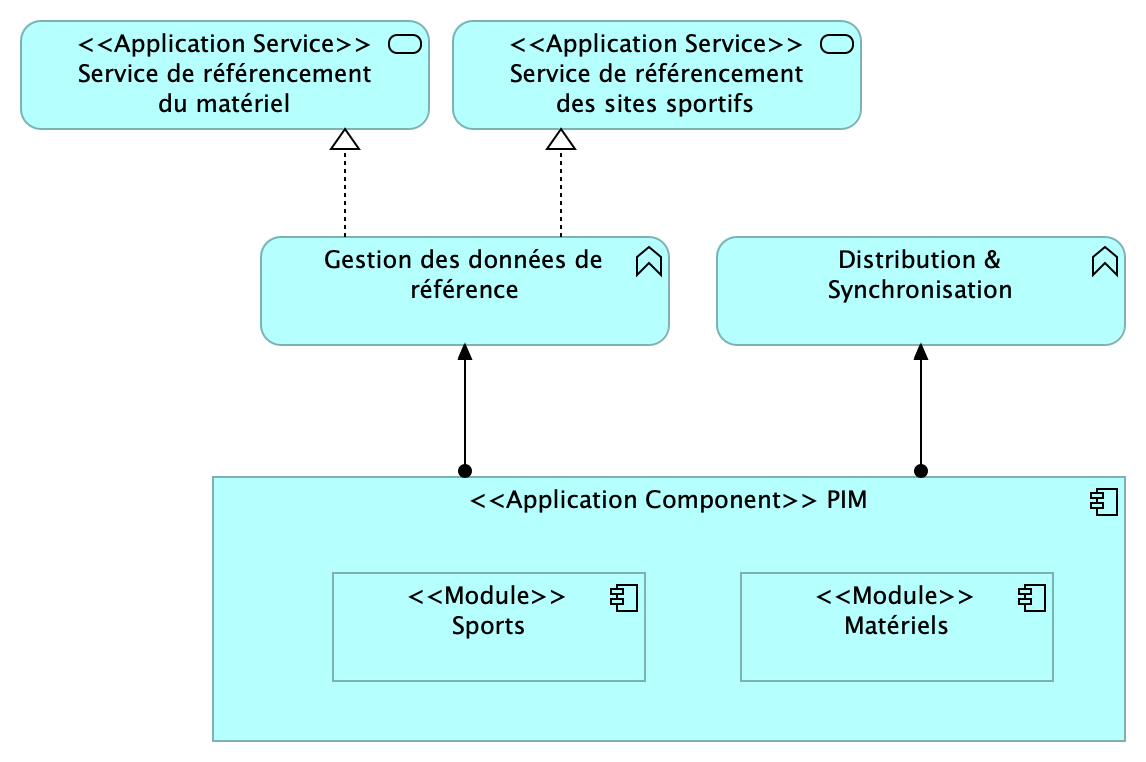 <<Application Service>>
Service de référencement
du matériel
<<Application Service>>
Service de référencement
des sites sportifs
Gestion des données de
référence
Distribution &
Synchronisation
<<Application Component>> PIM
<<Module>>
Sports
<<Module>>
Matériels